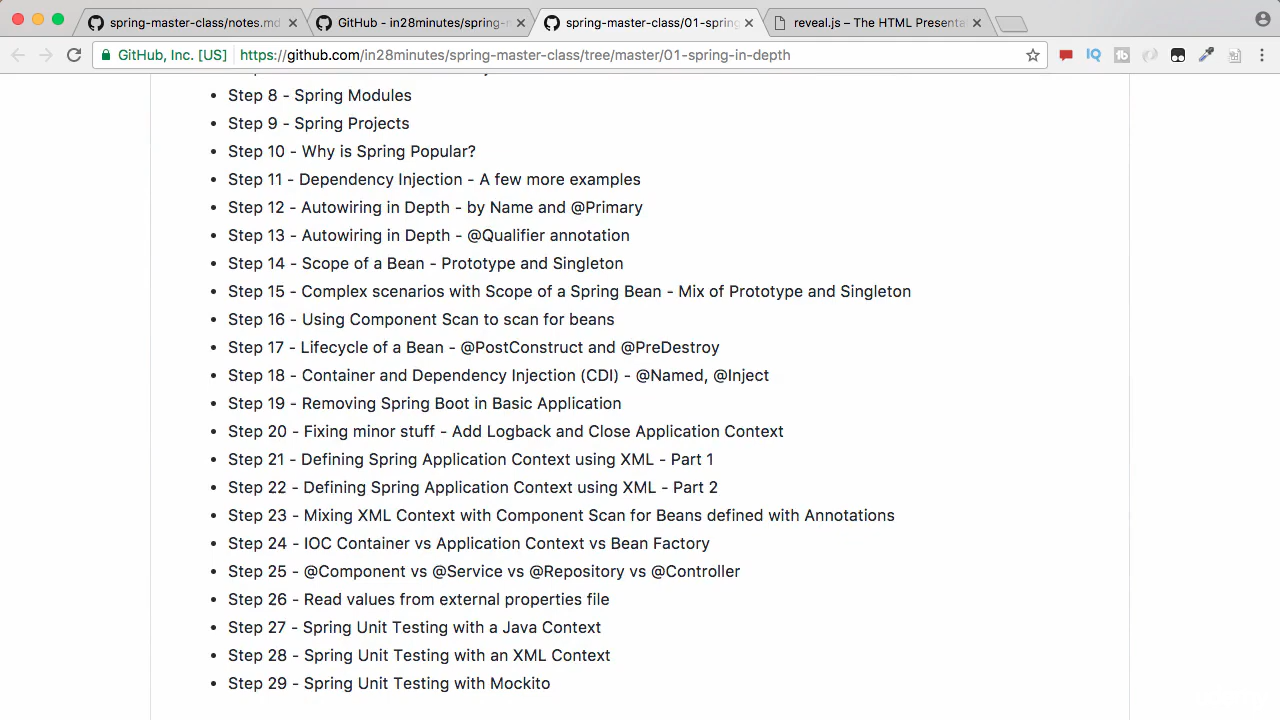 spring-master-class/notes.md
GitHub - in28minutes/spring-m
spring-master-class/01-spring
reveal.js – The HTML Presenta
GitHub, Inc. [US]
https://github.com/in28minutes/spring-master-class/tree/master/01-spring-in-depth
Step 8 - Spring Modules
Step 9 - Spring Projects
Step 10 - Why is Spring Popular?
Step 11 - Dependency Injection - A few more examples
Step 12 - Autowiring in Depth - by Name and @Primary
Step 13 - Autowiring in Depth - @Qualifier annotation
Step 14 - Scope of a Bean - Prototype and Singleton
Step 15 - Complex scenarios with Scope of a Spring Bean - Mix of Prototype and Singleton
Step 16 - Using Component Scan to scan for beans
Step 17 - Lifecycle of a Bean - @PostConstruct and @PreDestroy
Step 18 - Container and Dependency Injection (CDI) - @Named, @Inject
Step 19 - Removing Spring Boot in Basic Application
Step 20 - Fixing minor stuff - Add Logback and Close Application Context
Step 21 - Defining Spring Application Context using XML - Part 1
Step 22 - Defining Spring Application Context using XML - Part 2
Step 23 - Mixing XML Context with Component Scan for Beans defined with Annotations
Step 24 - IOC Container vs Application Context vs Bean Factory
Step 25 - @Component vs @Service vs @Repository vs @Controller
Step 26 - Read values from external properties file
Step 27 - Spring Unit Testing with a Java Context
Step 28 - Spring Unit Testing with an XML Context
Step 29 - Spring Unit Testing with Mockito